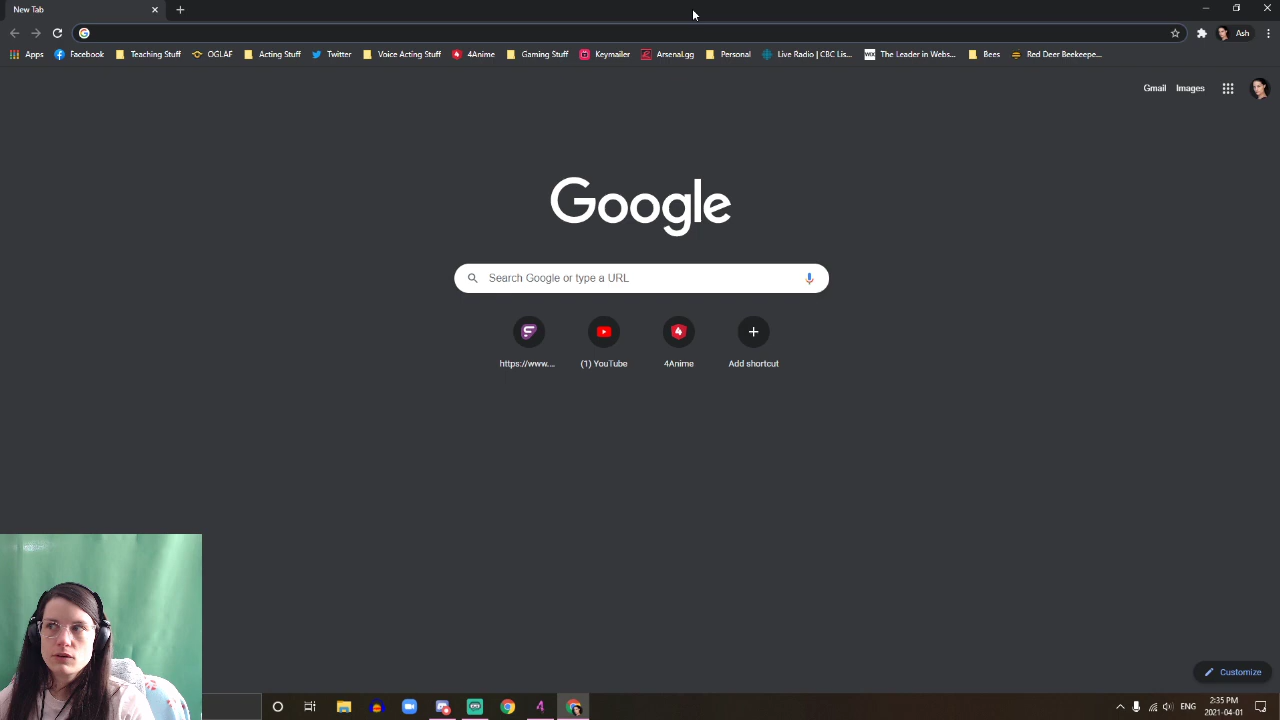 New Tab
Ash
Apps Facebook Teaching Stuff OGLAF Acting Stuff Twitter Voice Acting Stuff 4Anime Gaming Stuff Keymailer Arsenal.gg Personal Live Radio | CBC Lis... The Leader in Webs... Bees Red Deer Beekeepe...
Gmail Images
Google
Search Google or type a URL
https://www.... (1) YouTube 4Anime Add shortcut
Customize
ENG
2:35 PM
2021-04-01